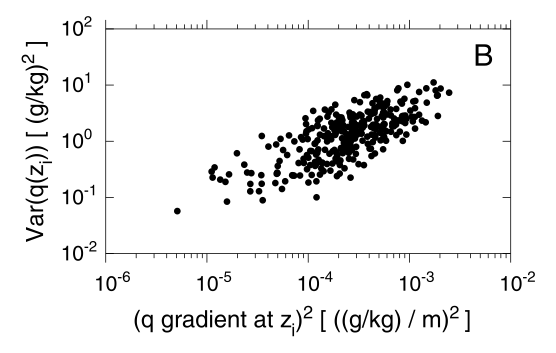 B
Var(q(z_i)) [ (g/kg)^2 ]
10^2
10^1
10^0
10^-1
10^-2
10^-6 10^-5 10^-4 10^-3 10^-2
(q gradient at z_i)^2 [ ((g/kg) / m)^2 ]